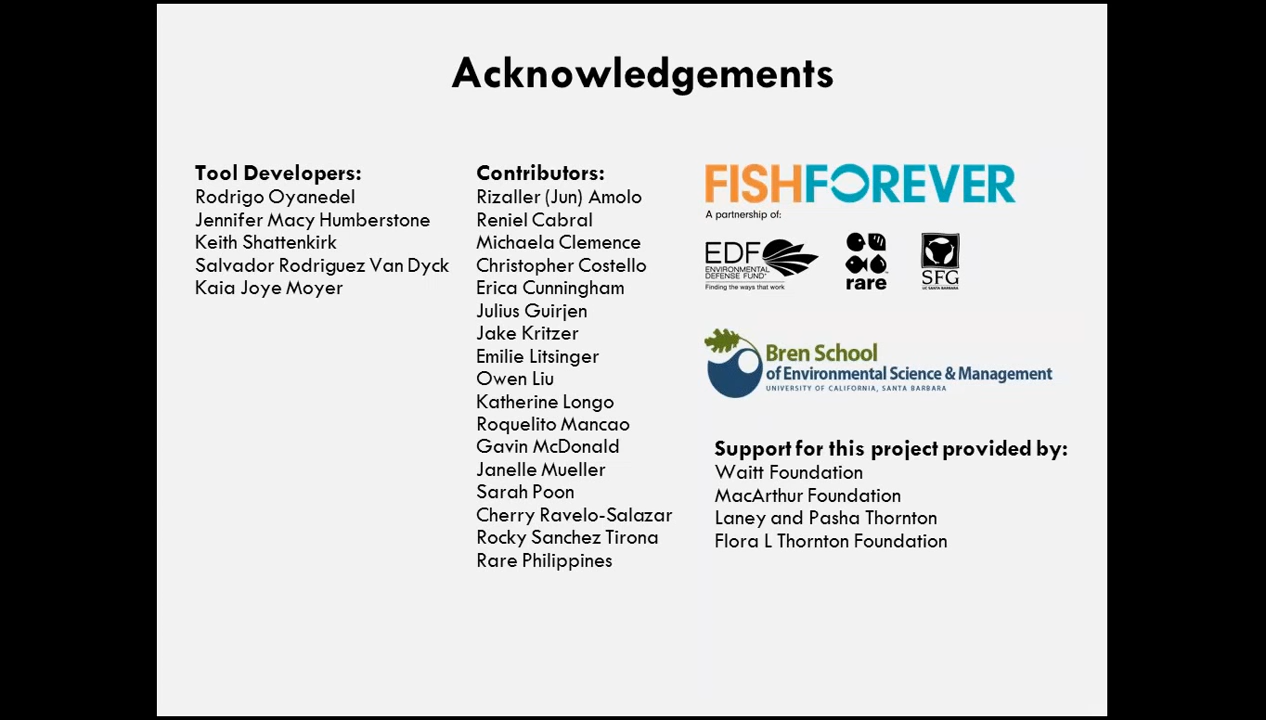 Acknowledgements
Tool Developers:
Rodrigo Oyanedel
Jennifer Macy Humberstone
Keith Shattenkirk
Salvador Rodriguez Van Dyck
Kaia Joye Moyer
Contributors:
Rizaller (Jun) Amolo
Reniel Cabral
Michaela Clemence
Christopher Costello
Erica Cunningham
Julius Guirjen
Jake Kritzer
Emilie Litsinger
Owen Liu
Katherine Longo
Roquelito Mancao
Gavin McDonald
Janelle Mueller
Sarah Poon
Cherry Ravelo-Salazar
Rocky Sanchez Tirona
Rare Philippines
FISHFOREVER
A partnership of:
EDF
ENVIRONMENTAL
DEFENSE FUND®
Finding the ways that work
rare
SFG
UC SANTA BARBARA
Bren School
of Environmental Science & Management
UNIVERSITY OF CALIFORNIA, SANTA BARBARA
Support for this project provided by:
Waitt Foundation
MacArthur Foundation
Laney and Pasha Thornton
Flora L Thornton Foundation